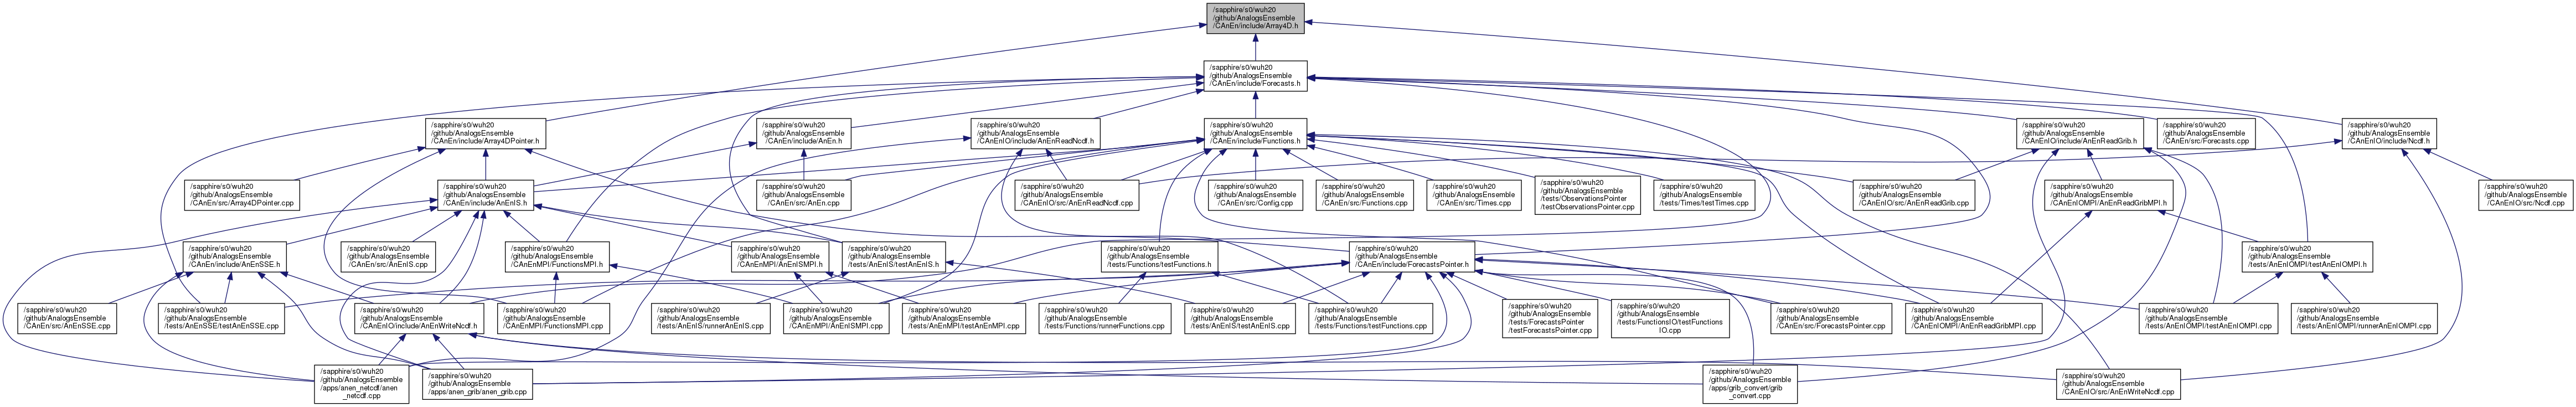 /sapphire/s0/wuh20
/github/AnalogsEnsemble
/CAnEn/include/Array4D.h
/sapphire/s0/wuh20
/github/AnalogsEnsemble
/CAnEn/include/Forecasts.h
/sapphire/s0/wuh20
/github/AnalogsEnsemble
/CAnEn/include/Array4DPointer.h
/sapphire/s0/wuh20
/github/AnalogsEnsemble
/CAnEn/include/AnEn.h
/sapphire/s0/wuh20
/github/AnalogsEnsemble
/CAnEnIO/include/AnEnReadNcdf.h
/sapphire/s0/wuh20
/github/AnalogsEnsemble
/CAnEn/include/Functions.h
/sapphire/s0/wuh20
/github/AnalogsEnsemble
/CAnEnIO/include/AnEnReadGrib.h
/sapphire/s0/wuh20
/github/AnalogsEnsemble
/CAnEn/src/Forecasts.cpp
/sapphire/s0/wuh20
/github/AnalogsEnsemble
/CAnEnIO/include/Ncdf.h
/sapphire/s0/wuh20
/github/AnalogsEnsemble
/CAnEn/src/Array4DPointer.cpp
/sapphire/s0/wuh20
/github/AnalogsEnsemble
/CAnEn/include/AnEnIS.h
/sapphire/s0/wuh20
/github/AnalogsEnsemble
/CAnEn/src/AnEn.cpp
/sapphire/s0/wuh20
/github/AnalogsEnsemble
/CAnEnIO/src/AnEnReadNcdf.cpp
/sapphire/s0/wuh20
/github/AnalogsEnsemble
/CAnEn/src/Config.cpp
/sapphire/s0/wuh20
/github/AnalogsEnsemble
/CAnEn/src/Functions.cpp
/sapphire/s0/wuh20
/github/AnalogsEnsemble
/CAnEn/src/Times.cpp
/sapphire/s0/wuh20
/github/AnalogsEnsemble
/tests/ObservationsPointer
/testObservationsPointer.cpp
/sapphire/s0/wuh20
/github/AnalogsEnsemble
/tests/Times/testTimes.cpp
/sapphire/s0/wuh20
/github/AnalogsEnsemble
/CAnEnIO/src/AnEnReadGrib.cpp
/sapphire/s0/wuh20
/github/AnalogsEnsemble
/CAnEnIOMPI/AnEnReadGribMPI.h
/sapphire/s0/wuh20
/github/AnalogsEnsemble
/CAnEnIO/src/Ncdf.cpp
/sapphire/s0/wuh20
/github/AnalogsEnsemble
/CAnEn/include/AnEnSSE.h
/sapphire/s0/wuh20
/github/AnalogsEnsemble
/CAnEn/src/AnEnIS.cpp
/sapphire/s0/wuh20
/github/AnalogsEnsemble
/CAnEnMPI/FunctionsMPI.h
/sapphire/s0/wuh20
/github/AnalogsEnsemble
/CAnEnMPI/AnEnISMPI.h
/sapphire/s0/wuh20
/github/AnalogsEnsemble
/tests/AnEnIS/testAnEnIS.h
/sapphire/s0/wuh20
/github/AnalogsEnsemble
/tests/Functions/testFunctions.h
/sapphire/s0/wuh20
/github/AnalogsEnsemble
/CAnEn/include/ForecastsPointer.h
/sapphire/s0/wuh20
/github/AnalogsEnsemble
/tests/AnEnIOMPI/testAnEnIOMPI.h
/sapphire/s0/wuh20
/github/AnalogsEnsemble
/CAnEn/src/AnEnSSE.cpp
/sapphire/s0/wuh20
/github/AnalogsEnsemble
/tests/AnEnSSE/testAnEnSSE.cpp
/sapphire/s0/wuh20
/github/AnalogsEnsemble
/CAnEnIO/include/AnEnWriteNcdf.h
/sapphire/s0/wuh20
/github/AnalogsEnsemble
/CAnEnMPI/FunctionsMPI.cpp
/sapphire/s0/wuh20
/github/AnalogsEnsemble
/tests/AnEnIS/runnerAnEnIS.cpp
/sapphire/s0/wuh20
/github/AnalogsEnsemble
/CAnEnMPI/AnEnISMPI.cpp
/sapphire/s0/wuh20
/github/AnalogsEnsemble
/tests/AnEnMPI/testAnEnMPI.cpp
/sapphire/s0/wuh20
/github/AnalogsEnsemble
/tests/Functions/runnerFunctions.cpp
/sapphire/s0/wuh20
/github/AnalogsEnsemble
/tests/AnEnIS/testAnEnIS.cpp
/sapphire/s0/wuh20
/github/AnalogsEnsemble
/tests/Functions/testFunctions.cpp
/sapphire/s0/wuh20
/github/AnalogsEnsemble
/tests/ForecastsPointer
/testForecastsPointer.cpp
/sapphire/s0/wuh20
/github/AnalogsEnsemble
/tests/FunctionsIO/testFunctions
IO.cpp
/sapphire/s0/wuh20
/github/AnalogsEnsemble
/CAnEn/src/ForecastsPointer.cpp
/sapphire/s0/wuh20
/github/AnalogsEnsemble
/CAnEnIOMPI/AnEnReadGribMPI.cpp
/sapphire/s0/wuh20
/github/AnalogsEnsemble
/tests/AnEnIOMPI/testAnEnIOMPI.cpp
/sapphire/s0/wuh20
/github/AnalogsEnsemble
/tests/AnEnIOMPI/runnerAnEnIOMPI.cpp
/sapphire/s0/wuh20
/github/AnalogsEnsemble
/apps/anen_netcdf/anen
_netcdf.cpp
/sapphire/s0/wuh20
/github/AnalogsEnsemble
/apps/anen_grib/anen_grib.cpp
/sapphire/s0/wuh20
/github/AnalogsEnsemble
/apps/grib_convert/grib
_convert.cpp
/sapphire/s0/wuh20
/github/AnalogsEnsemble
/CAnEnIO/src/AnEnWriteNcdf.cpp